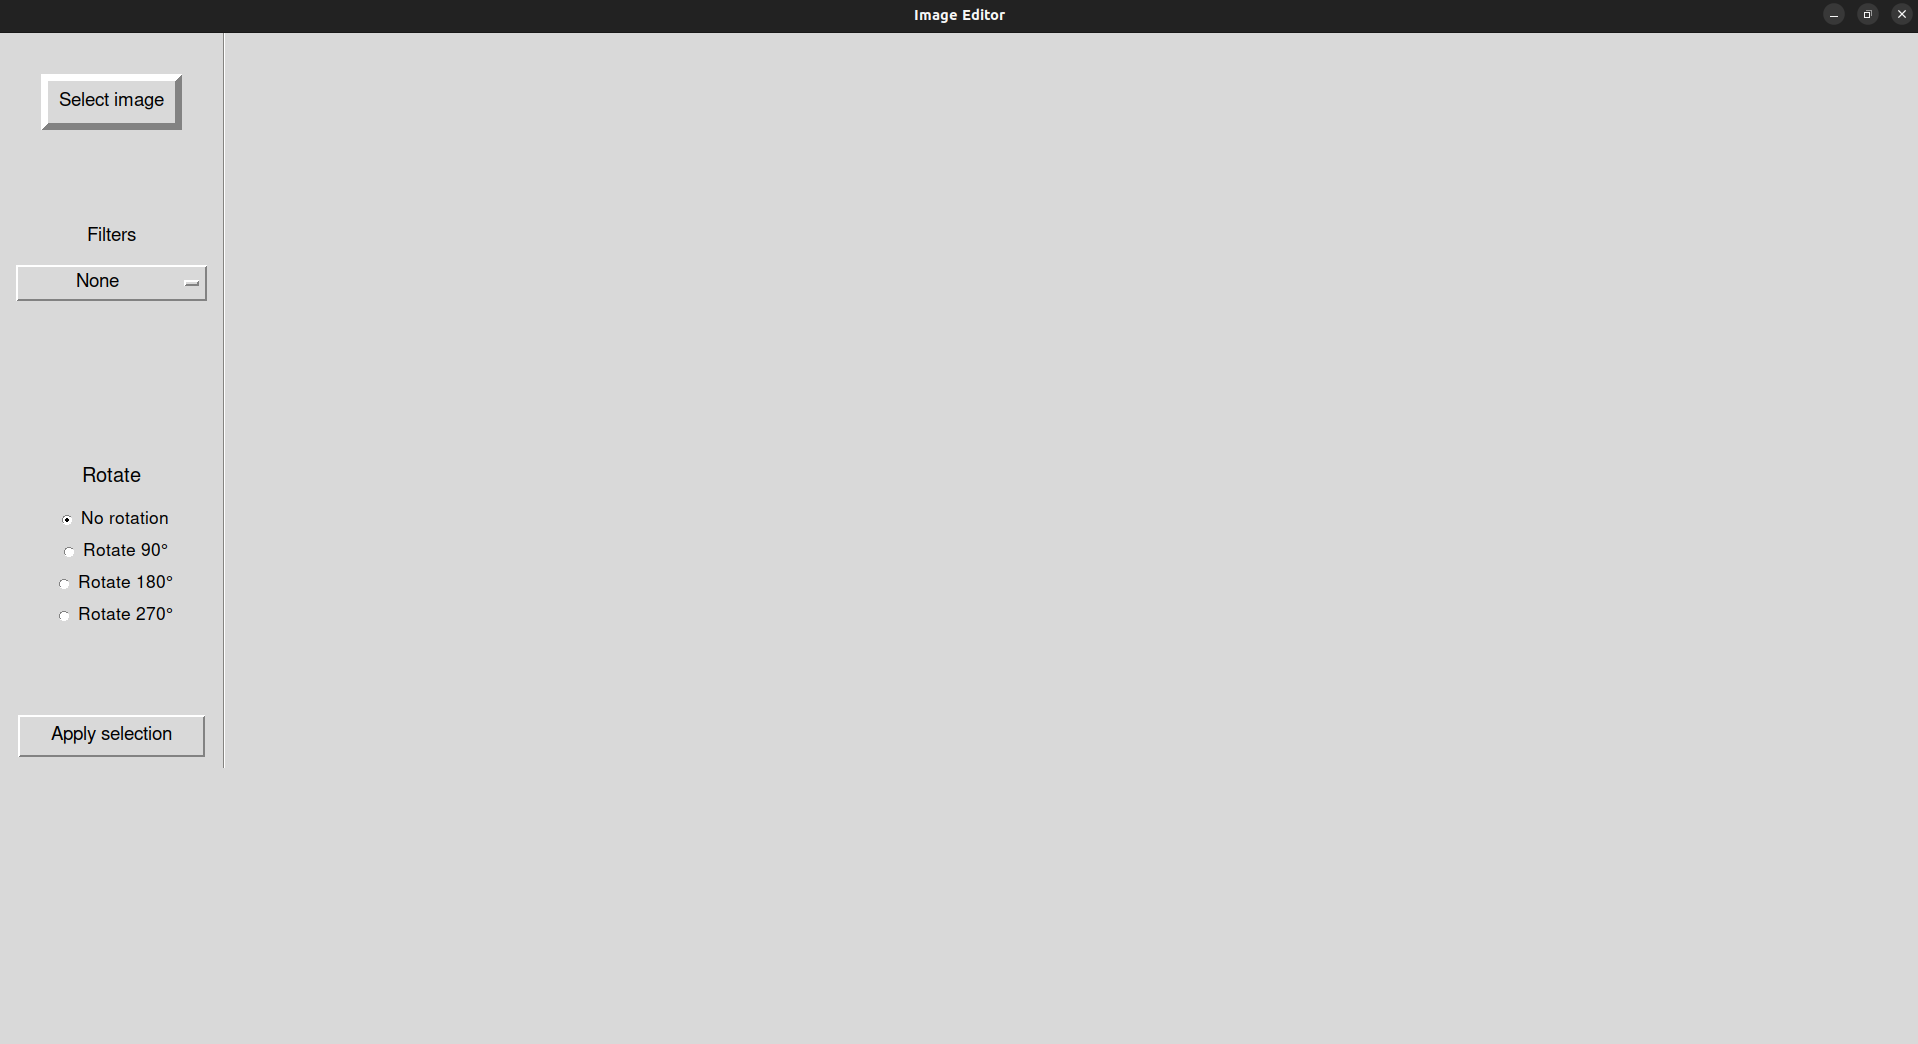 Image Editor
Select image
Filters
None
Rotate
No rotation
Rotate 90°
Rotate 180°
Rotate 270°
Apply selection